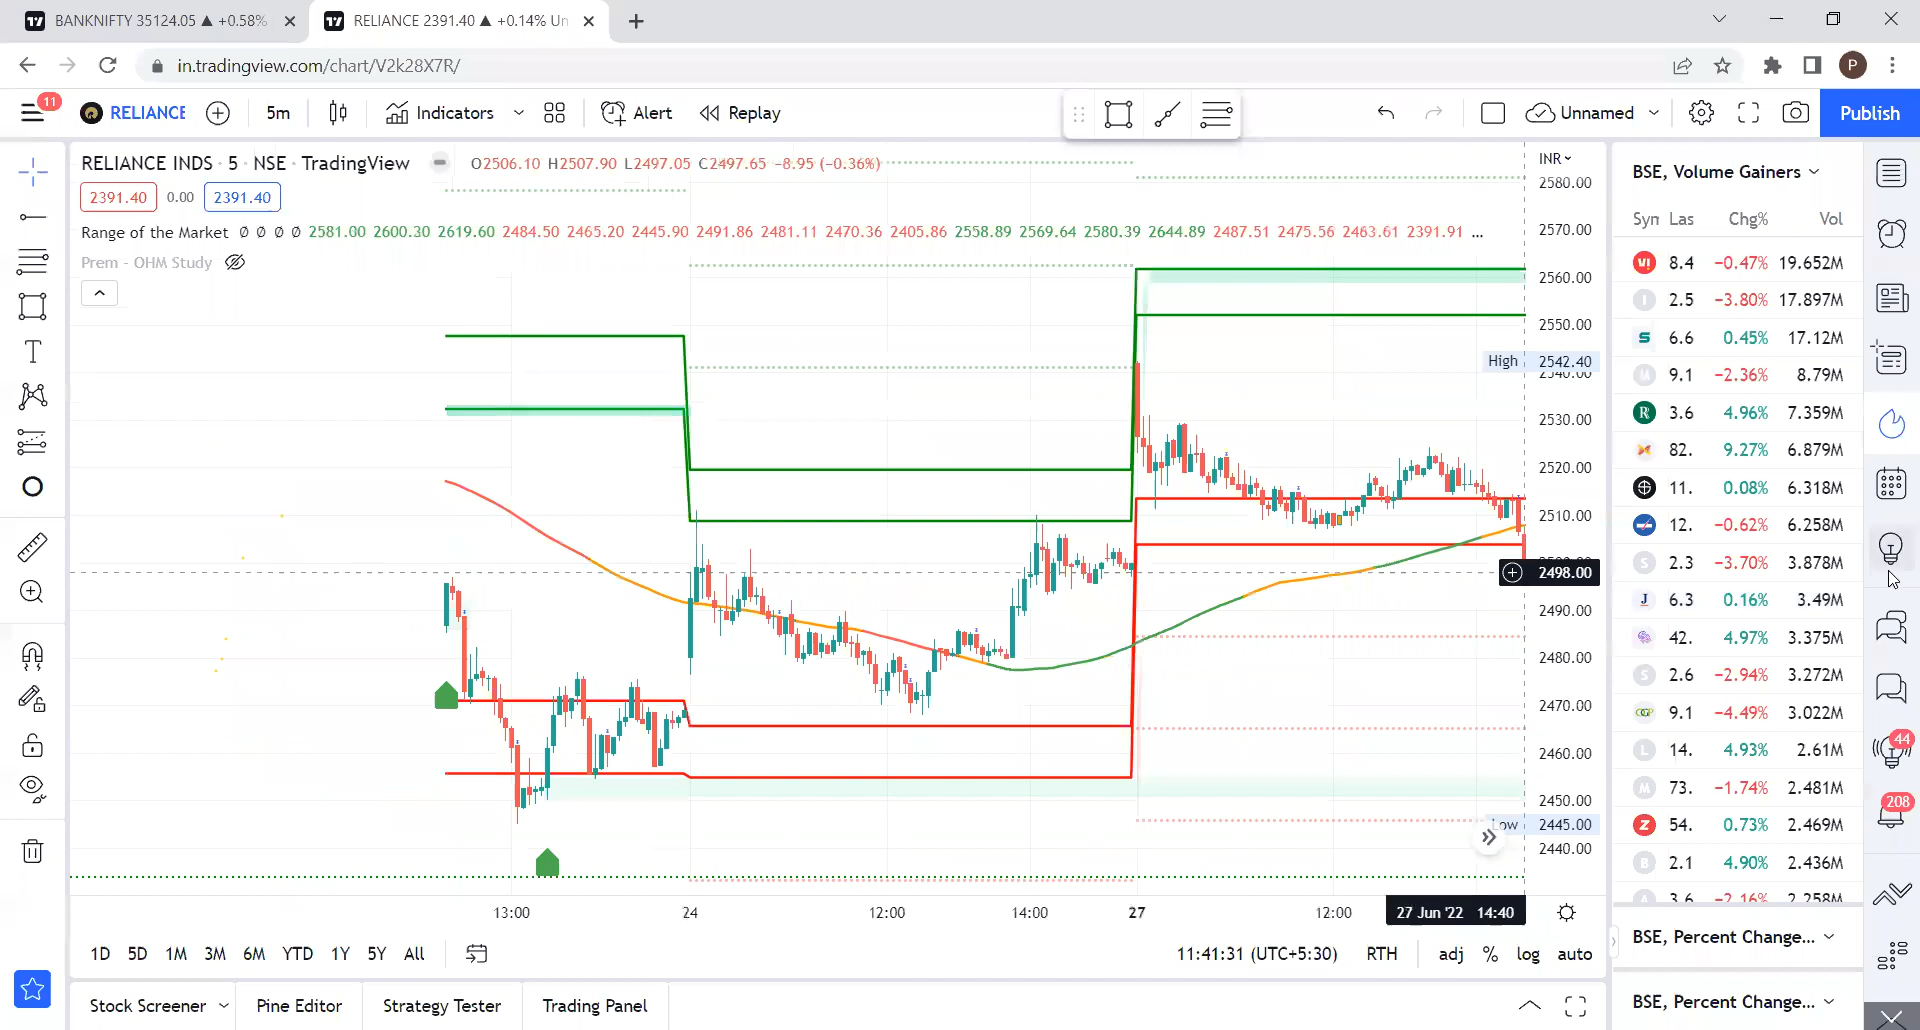 BANKNIFTY 35124.05 ▲ +0.58%
RELIANCE 2391.40 ▲ +0.14% Un
in.tradingview.com/chart/V2k28X7R/
P
11
RELIANCE
5m
Indicators
Alert
Replay
Unnamed
Publish
RELIANCE INDS · 5 · NSE · TradingView
O2506.10 H2507.90 L2497.05 C2497.65 −8.95 (−0.36%)
INR
2391.40 0.00 2391.40
Range of the Market Ø Ø Ø Ø 2581.00 2600.30 2619.60 2484.50 2465.20 2445.90 2491.86 2481.11 2470.36 2405.86 2558.89 2569.64 2580.39 2644.89 2487.51 2475.56 2463.61 2391.91 ...
Prem - OHM Study
2580.00
2570.00
2560.00
2550.00
High 2542.40
2540.00
2530.00
2520.00
2510.00
2498.00
2490.00
2480.00
2470.00
2460.00
2450.00
Low 2445.00
2440.00
13:00 24 12:00 14:00 27 12:00 27 Jun '22 14:40
1D 5D 1M 3M 6M YTD 1Y 5Y All
11:41:31 (UTC+5:30) RTH adj % log auto
Stock Screener Pine Editor Strategy Tester Trading Panel
BSE, Volume Gainers
Syn Las Chg% Vol
8.4 −0.47% 19.652M
I 2.5 −3.80% 17.897M
S 6.6 0.45% 17.12M
M 9.1 −2.36% 8.79M
R 3.6 4.96% 7.359M
82. 9.27% 6.879M
11. 0.08% 6.318M
12. −0.62% 6.258M
S 2.3 −3.70% 3.878M
J 6.3 0.16% 3.49M
42. 4.97% 3.375M
S 2.6 −2.94% 3.272M
9.1 −4.49% 3.022M
L 14. 4.93% 2.61M
M 73. −1.74% 2.481M
Z 54. 0.73% 2.469M
B 2.1 4.90% 2.436M
A 3.6 −2.16% 2.258M
BSE, Percent Change...
BSE, Percent Change...
44
208